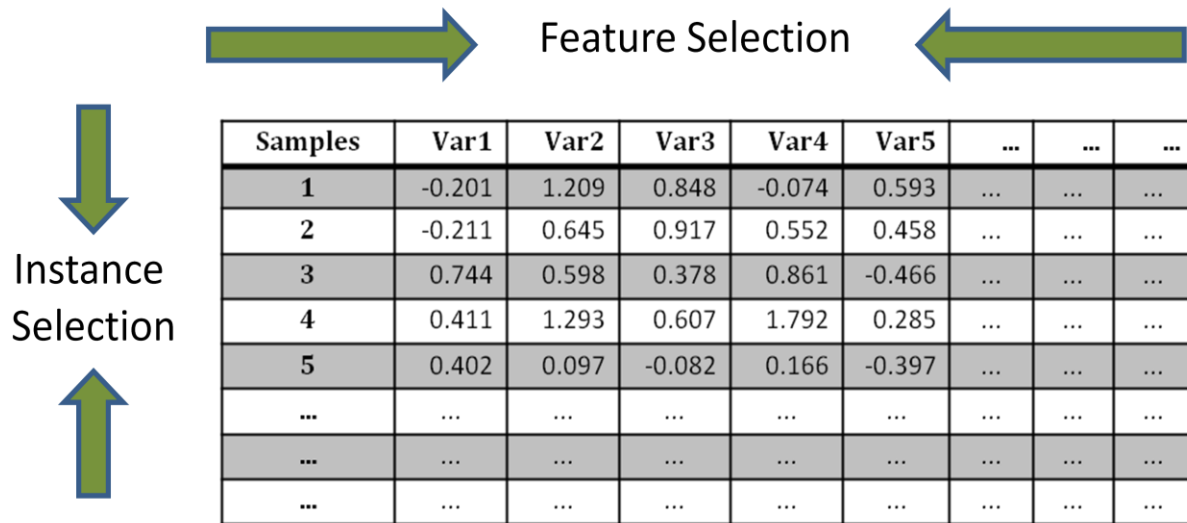 Feature Selection
Instance
Selection
Samples Var1 Var2 Var3 Var4 Var5 ... ... ...
1 -0.201 1.209 0.848 -0.074 0.593 ... ... ...
2 -0.211 0.645 0.917 0.552 0.458 ... ... ...
3 0.744 0.598 0.378 0.861 -0.466 ... ... ...
4 0.411 1.293 0.607 1.792 0.285 ... ... ...
5 0.402 0.097 -0.082 0.166 -0.397 ... ... ...
... ... ... ... ... ... ... ... ...
... ... ... ... ... ... ... ... ...
... ... ... ... ... ... ... ... ...